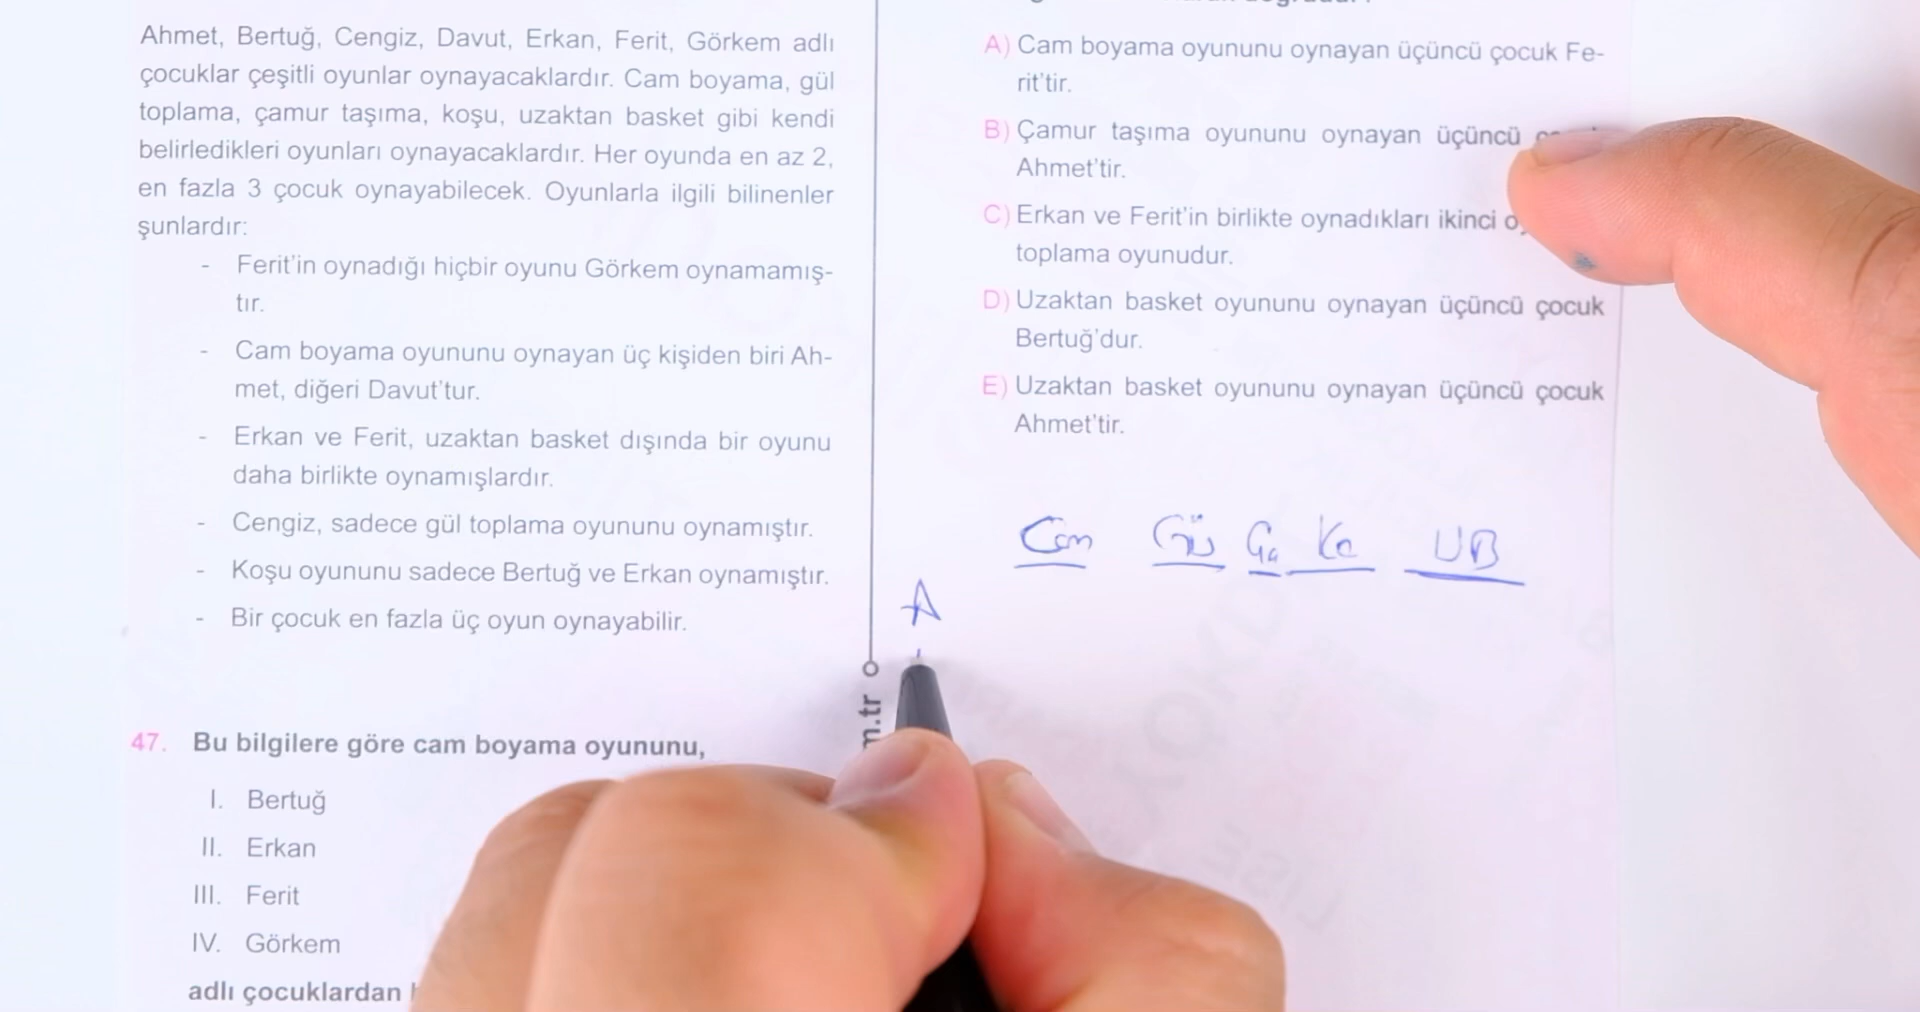 Ahmet, Bertuğ, Cengiz, Davut, Erkan, Ferit, Görkem adlı
çocuklar çeşitli oyunlar oynayacaklardır. Cam boyama, gül
toplama, çamur taşıma, koşu, uzaktan basket gibi kendi
belirledikleri oyunları oynayacaklardır. Her oyunda en az 2,
en fazla 3 çocuk oynayabilecek. Oyunlarla ilgili bilinenler
şunlardır:
- Ferit'in oynadığı hiçbir oyunu Görkem oynamamış-
tır.
- Cam boyama oyununu oynayan üç kişiden biri Ah-
met, diğeri Davut'tur.
- Erkan ve Ferit, uzaktan basket dışında bir oyunu
daha birlikte oynamışlardır.
- Cengiz, sadece gül toplama oyununu oynamıştır.
- Koşu oyununu sadece Bertuğ ve Erkan oynamıştır.
- Bir çocuk en fazla üç oyun oynayabilir.
47. Bu bilgilere göre cam boyama oyununu,
I. Bertuğ
II. Erkan
III. Ferit
IV. Görkem
adlı çocuklardan
m.tr
A) Cam boyama oyununu oynayan üçüncü çocuk Fe-
rit'tir.
B) Çamur taşıma oyununu oynayan üçüncü
Ahmet'tir.
C) Erkan ve Ferit'in birlikte oynadıkları ikinci
toplama oyunudur.
D) Uzaktan basket oyununu oynayan üçüncü çocuk
Bertuğ'dur.
E) Uzaktan basket oyununu oynayan üçüncü çocuk
Ahmet'tir.
Cam Gü Ça Ko UB
A